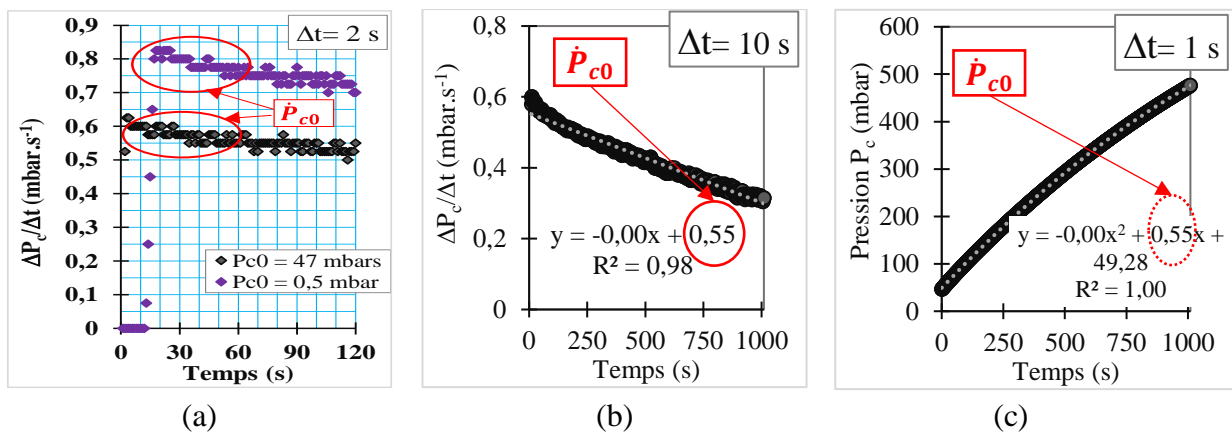 0,9
0,8
0,7
0,6
0,5
0,4
0,3
0,2
0,1
0
ΔPc/Δt (mbar.s⁻¹)
Δt= 2 s
Ṗc0
Pc0 = 47 mbars
Pc0 = 0,5 mbar
0 30 60 90 120
Temps (s)
(a)
0,8
0,6
0,4
0,2
0
ΔPc/Δt (mbar.s⁻¹)
Δt= 10 s
Ṗc0
y = -0,00x + 0,55
R² = 0,98
0 250 500 750 1000
Temps (s)
(b)
600
500
400
300
200
100
0
Pression Pc (mbar)
Δt= 1 s
Ṗc0
y = -0,00x² + 0,55x +
49,28
R² = 1,00
0 250 500 750 1000
Temps (s)
(c)